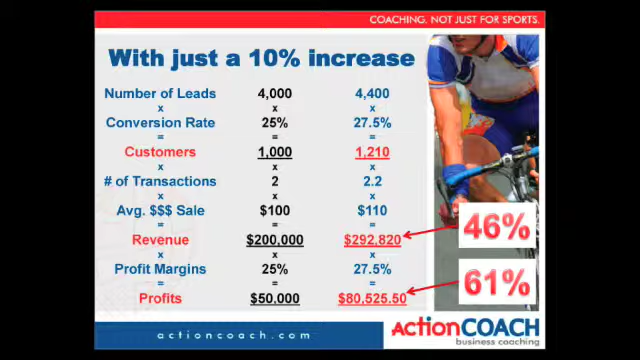 COACHING. NOT JUST FOR SPORTS.
With just a 10% increase
Number of Leads 4,000 4,400
x x x
Conversion Rate 25% 27.5%
= = =
Customers 1,000 1,210
x x x
# of Transactions 2 2.2
x x x
Avg. $$$ Sale $100 $110
= = =
Revenue $200,000 $292,820 46%
x x x
Profit Margins 25% 27.5%
= = =
Profits $50,000 $80,525.50 61%
actioncoach.com
ActionCOACH
business coaching